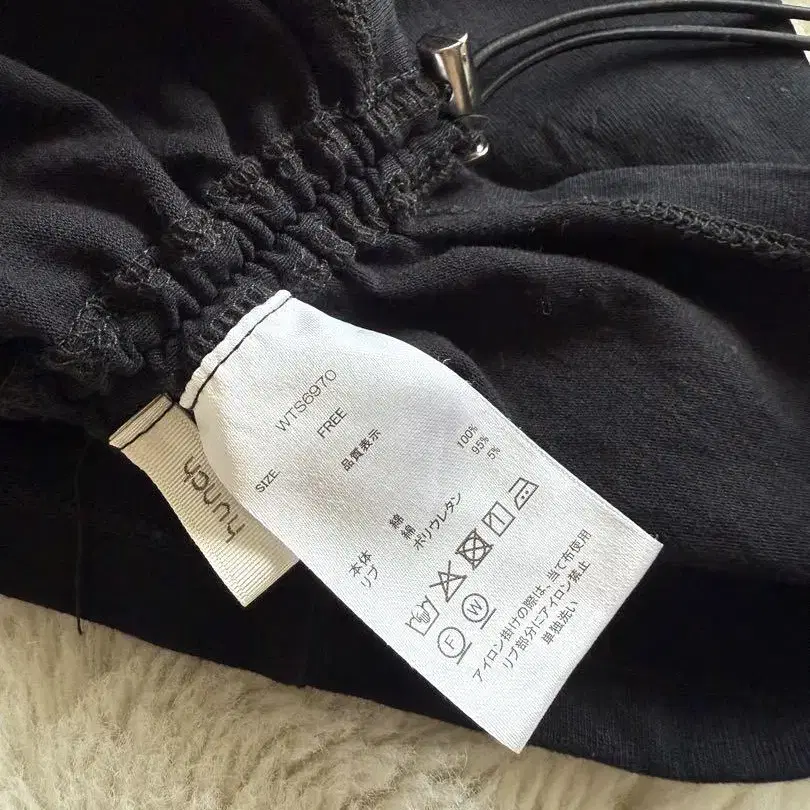 WTS6970
SIZE. FREE
品質表示
本体 綿 100%
リブ 綿 95%
ポリウレタン 5%
F W
アイロン掛けの際は、当て布使用
リブ部分にアイロン禁止
単独洗い
hunch